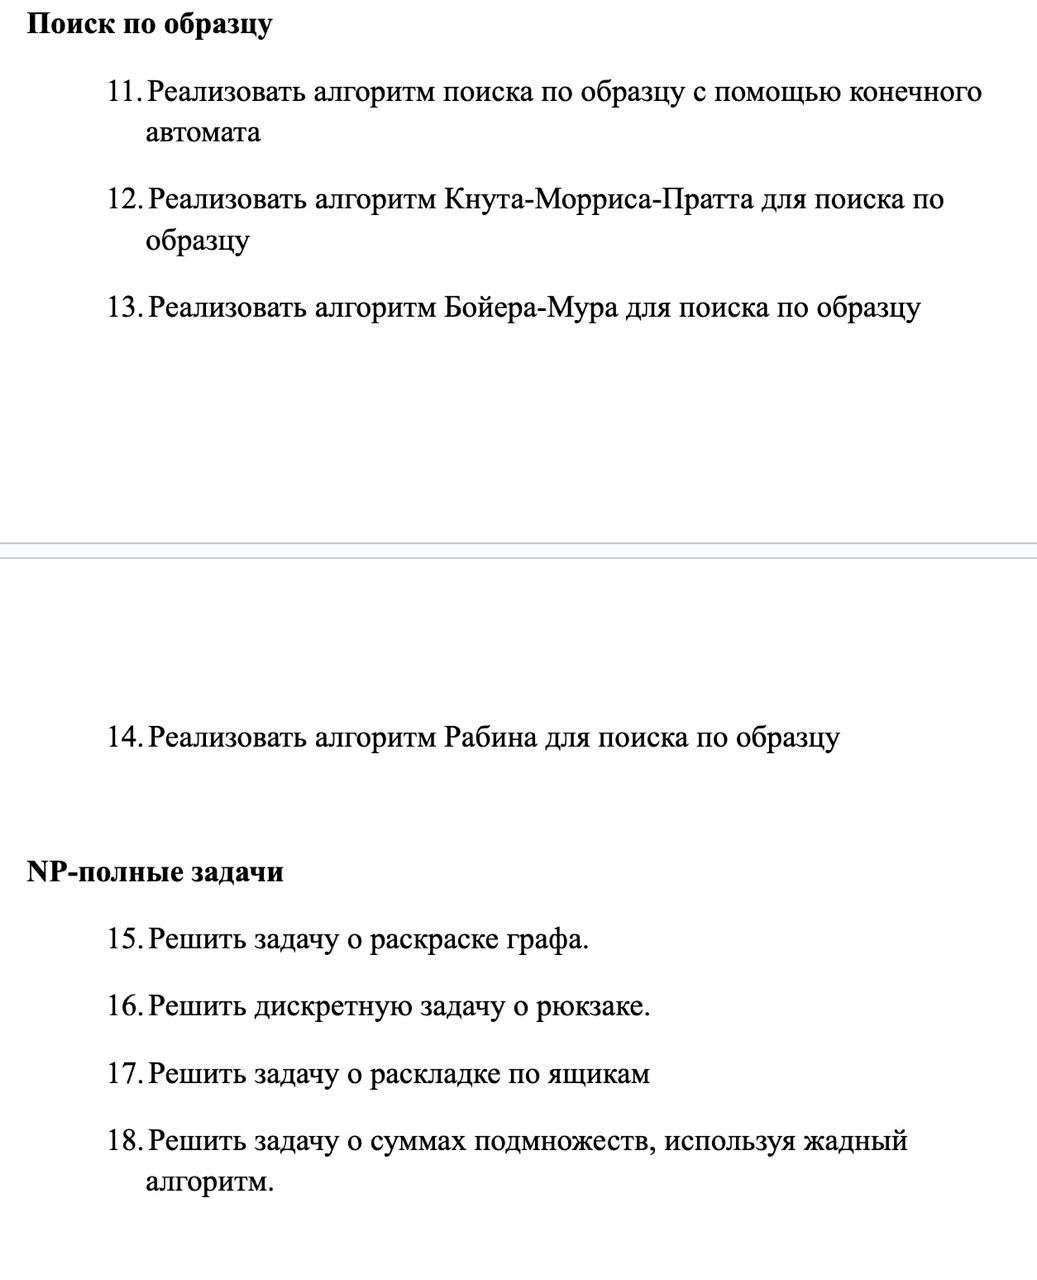 Поиск по образцу
11. Реализовать алгоритм поиска по образцу с помощью конечного
автомата
12. Реализовать алгоритм Кнута-Морриса-Пратта для поиска по
образцу
13. Реализовать алгоритм Бойера-Мура для поиска по образцу
14. Реализовать алгоритм Рабина для поиска по образцу
NP-полные задачи
15. Решить задачу о раскраске графа.
16. Решить дискретную задачу о рюкзаке.
17. Решить задачу о раскладке по ящикам
18. Решить задачу о суммах подмножеств, используя жадный
алгоритм.